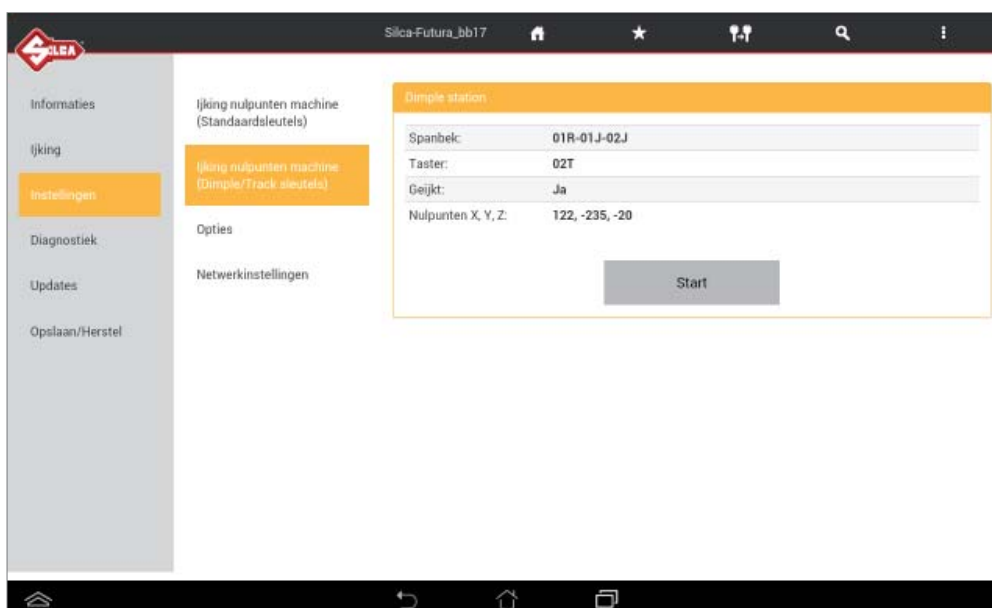 SILCA
Silca-Futura_bb17
Informaties
Ijking
Instellingen
Diagnostiek
Updates
Opslaan/Herstel
Ijking nulpunten machine
(Standaardsleutels)
Ijking nulpunten machine
(Dimple/Track sleutels)
Opties
Netwerkinstellingen
Dimple station
Spanbek: 01R-01J-02J
Taster: 02T
Geijkt: Ja
Nulpunten X, Y, Z: 122, -235, -20
Start